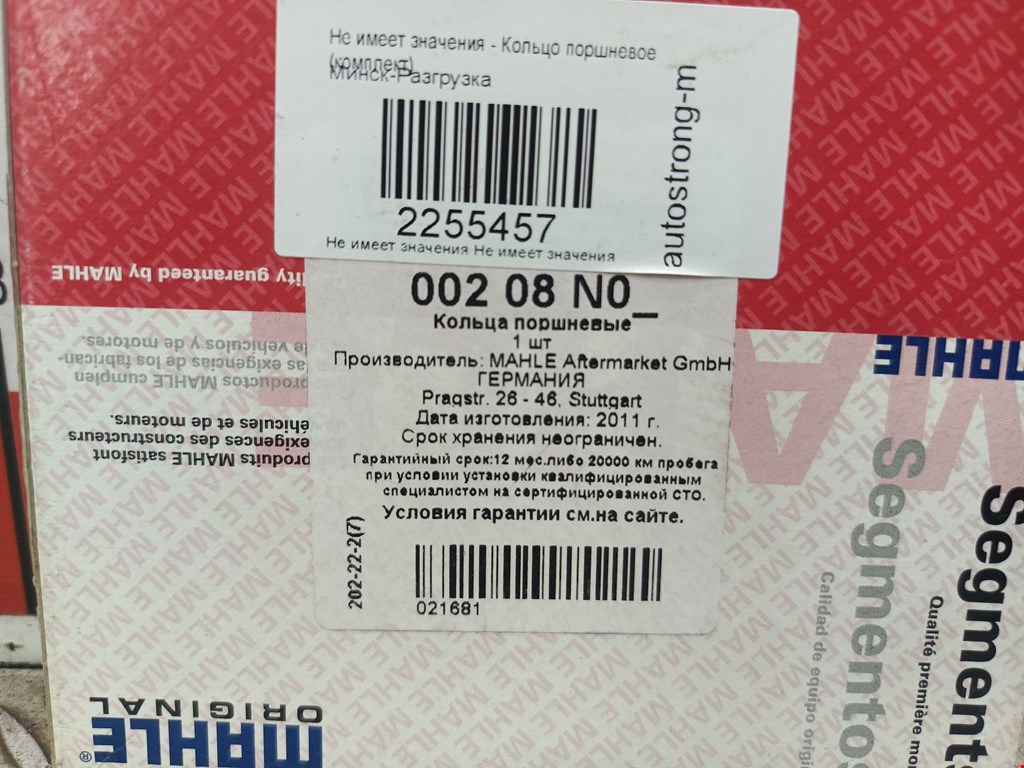 Не имеет значения - Кольцо поршневое
(комплект)
Минск-Разгрузка
autostrong-m
2255457
Не имеет значения Не имеет значения
002 08 N0_
Кольца поршневые
1 шт
Производитель: MAHLE Aftermarket GmbH
ГЕРМАНИЯ
Pragstr. 26 - 46, Stuttgart
Дата изготовления: 2011 г.
Срок хранения неограничен.
Гарантийный срок:12 мес.либо 20000 км пробега
при условии установки квалифицированным
специалистом на сертифицированной СТО.
Условия гарантии см.на сайте.
202-22-2(7)
021681
guaranteed by MAHLE
produits MAHLE satisfont
exigences des constructeurs
éhicules et de moteurs.
productos MAHLE cumplen
as exigencias de los fabrican-
de vehículos y de motores.
MAHLE
ORIGINAL
MAHLE
Segmentos
Calidad de equipo origi
Segment
Qualité première mo